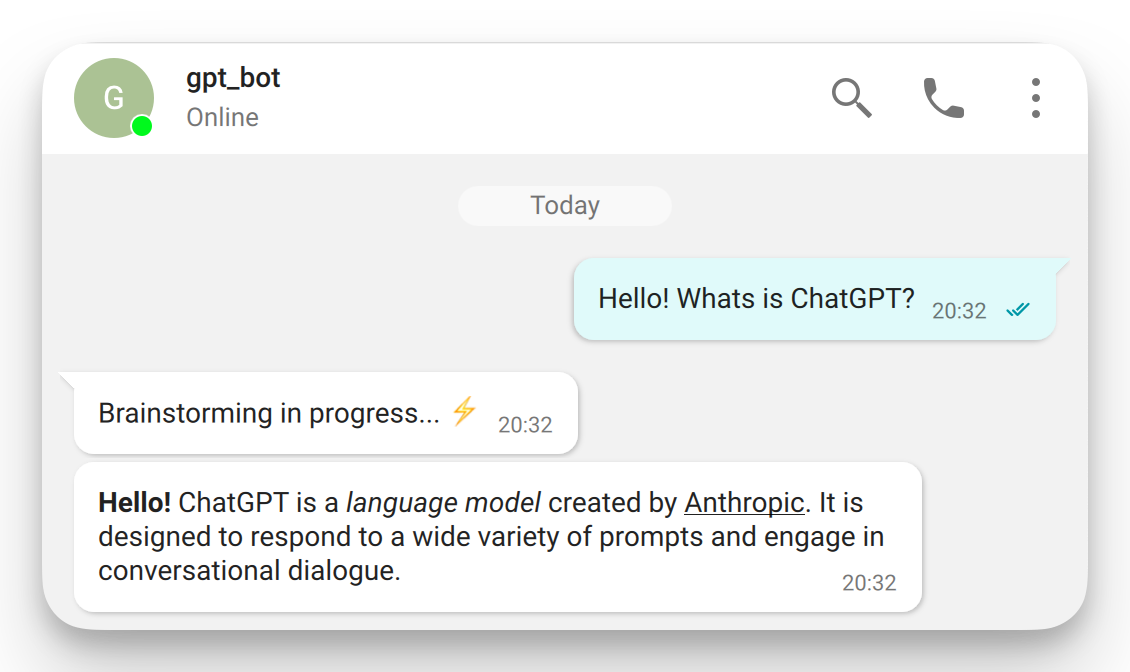 G
gpt_bot
Online
Today
Hello! Whats is ChatGPT?
20:32
Brainstorming in progress... ⚡
20:32
Hello! ChatGPT is a language model created by Anthropic. It is
designed to respond to a wide variety of prompts and engage in
conversational dialogue.
20:32